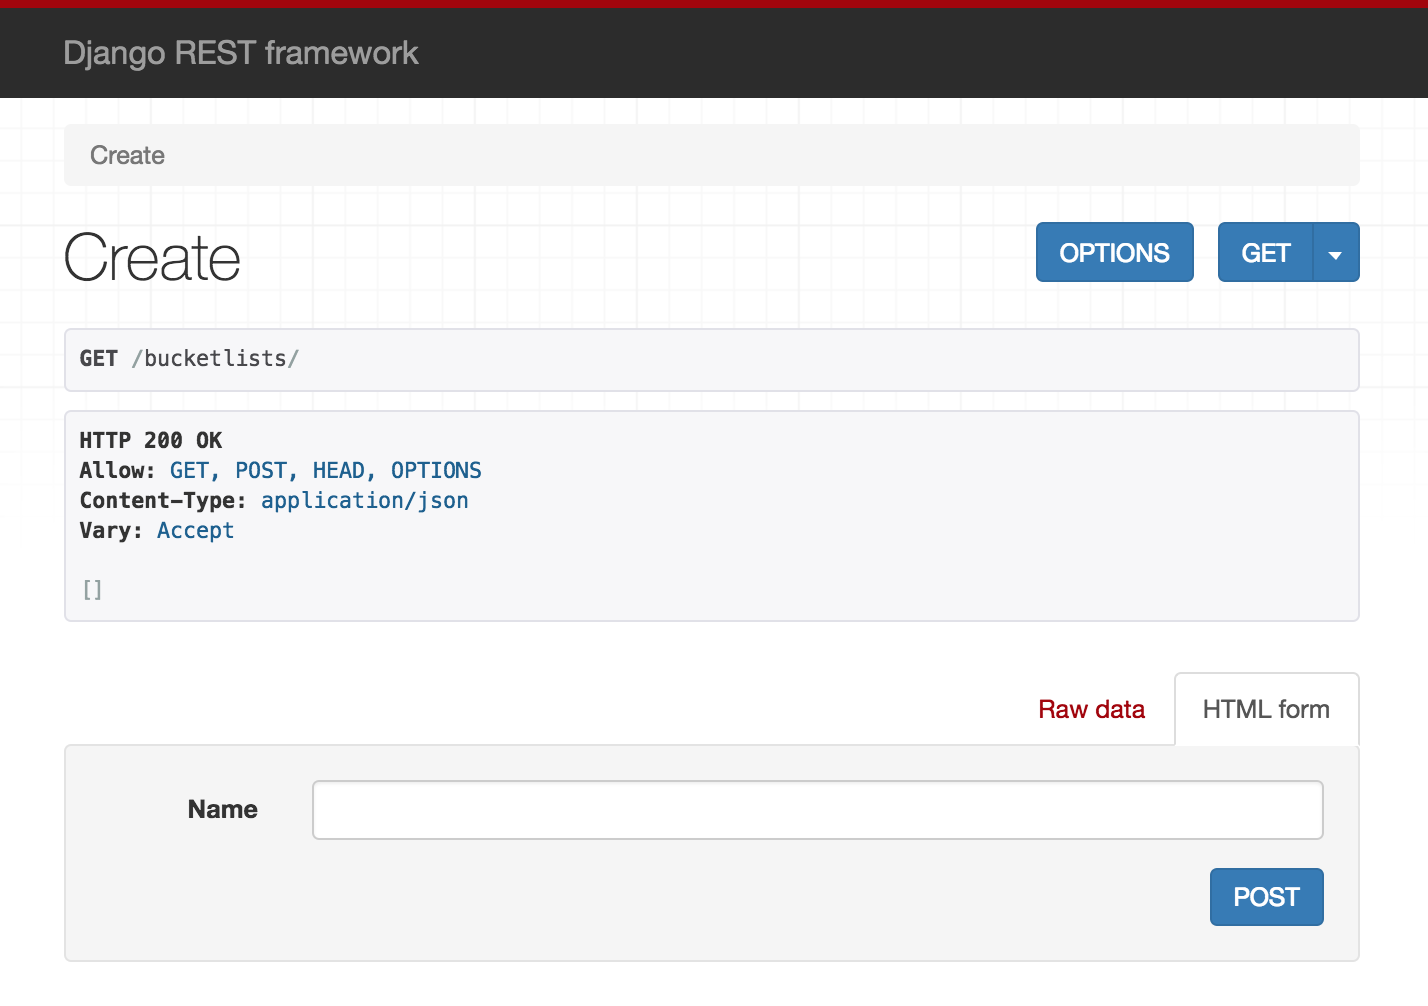 Django REST framework
Create
Create
OPTIONS
GET
GET /bucketlists/
HTTP 200 OK
Allow: GET, POST, HEAD, OPTIONS
Content-Type: application/json
Vary: Accept
[]
Raw data
HTML form
Name
POST